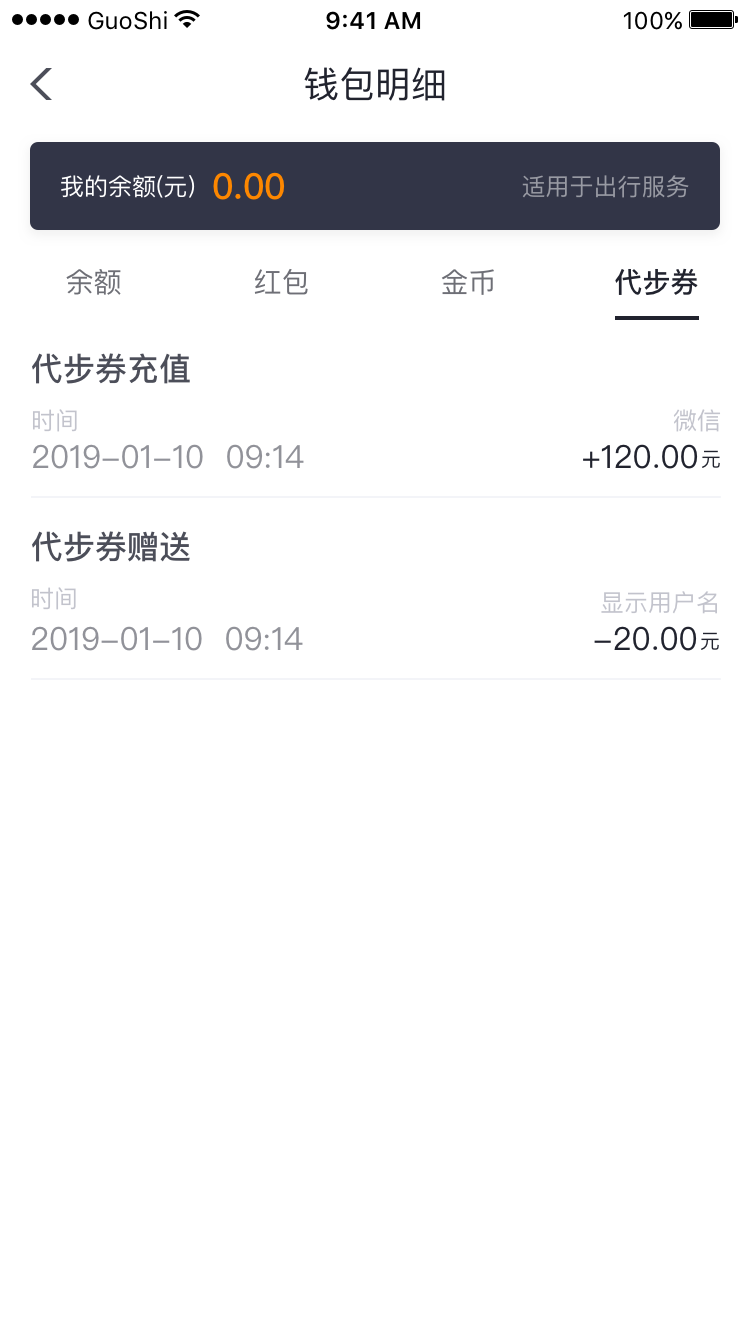 GuoShi 9:41 AM 100%
钱包明细
我的余额(元) 0.00 适用于出行服务
余额 红包 金币 代步券
代步券充值
时间 微信
2019-01-10 09:14 +120.00元
代步券赠送
时间 显示用户名
2019-01-10 09:14 -20.00元